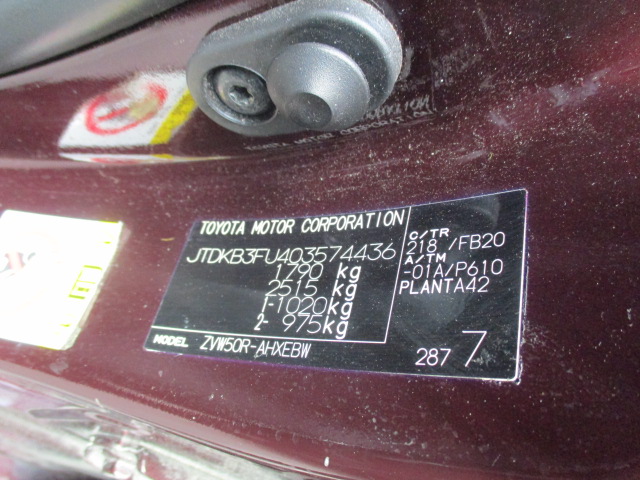 TOYOTA MOTOR CORPORATION
JTDKB3FU403574436
1790 kg
2515 kg
1-1020kg
2- 975kg
MODEL ZVW50R-AHXEBW
C/TR
218 /FB20
A/TM
-01A/P610
PLANTA42
287 7